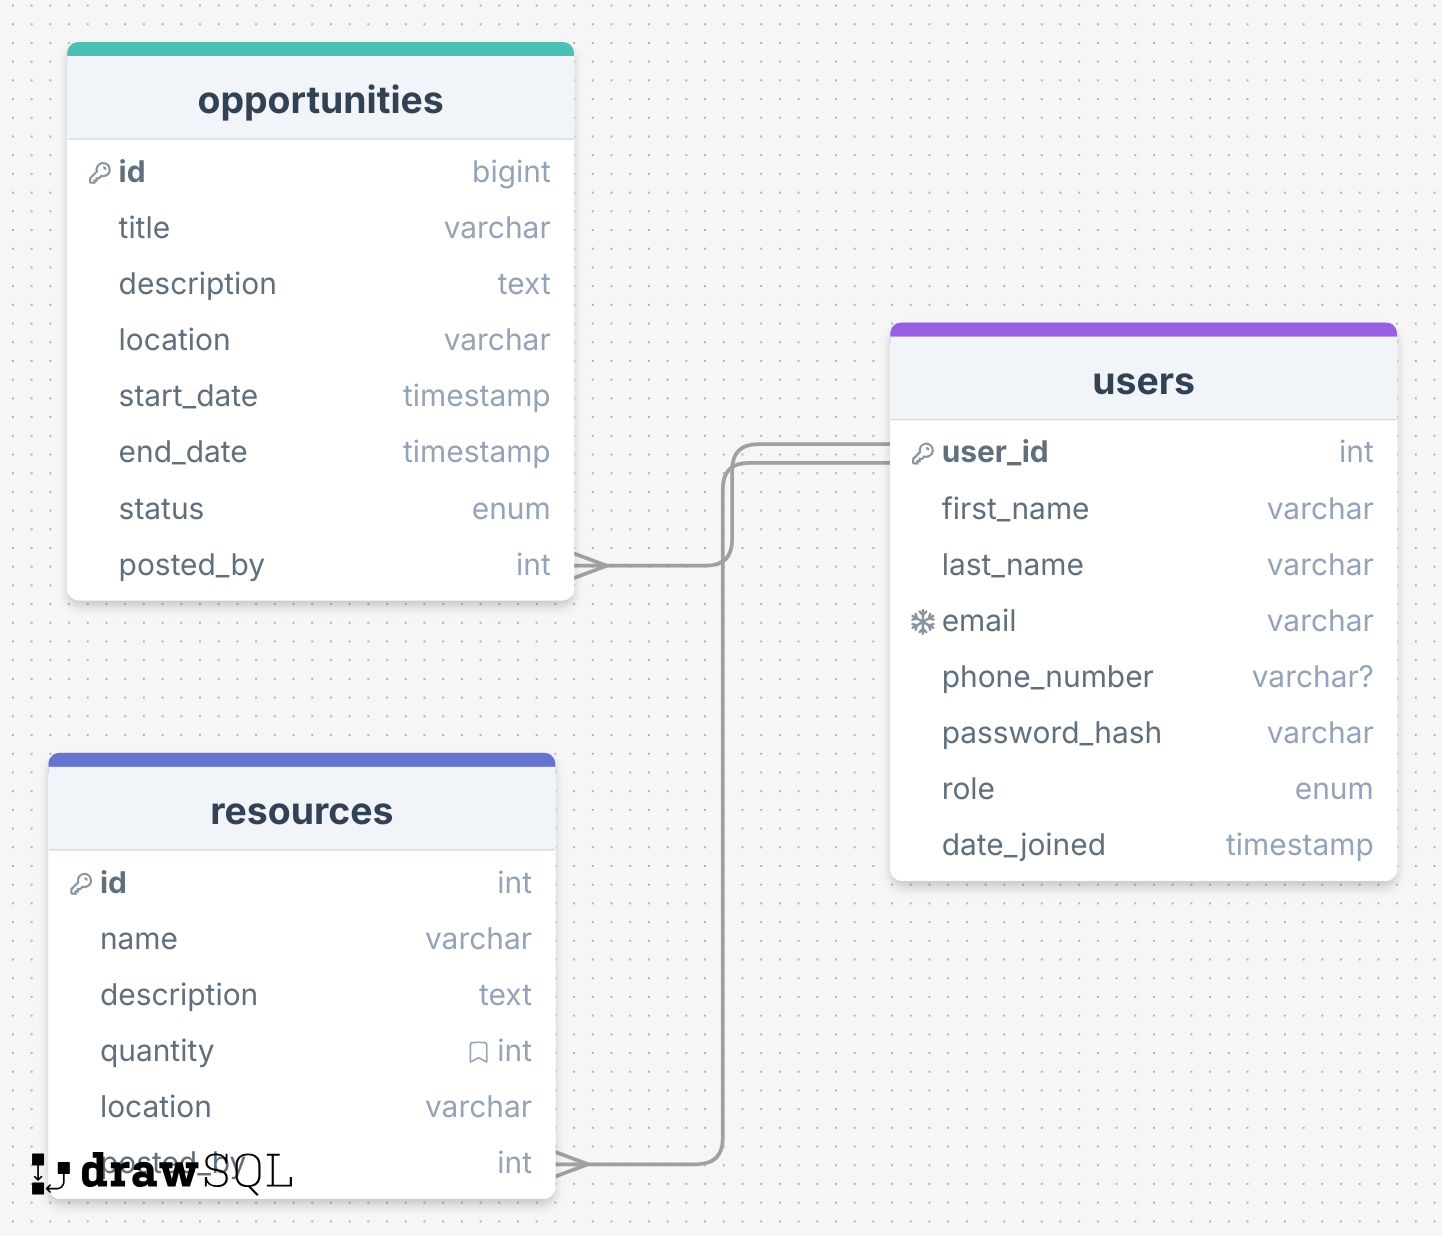 opportunities
id bigint
title varchar
description text
location varchar
start_date timestamp
end_date timestamp
status enum
posted_by int
users
user_id int
first_name varchar
last_name varchar
email varchar
phone_number varchar?
password_hash varchar
role enum
date_joined timestamp
resources
id int
name varchar
description text
quantity int
location varchar
posted_by int
drawSQL